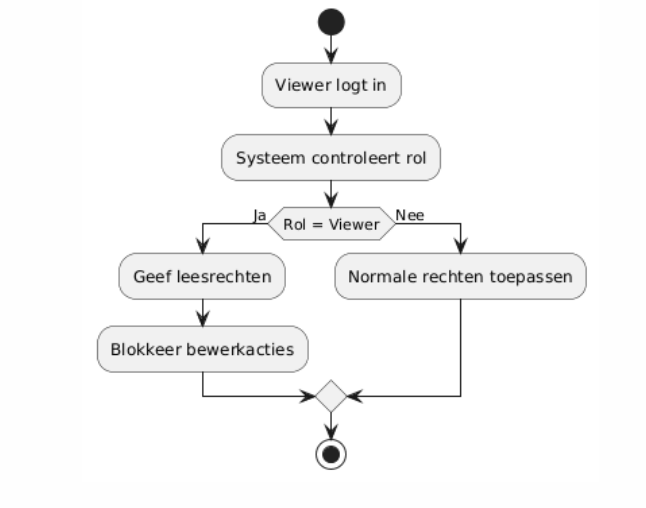 Viewer logt in
Systeem controleert rol
Ja
Rol = Viewer
Nee
Geef leesrechten
Normale rechten toepassen
Blokkeer bewerkacties